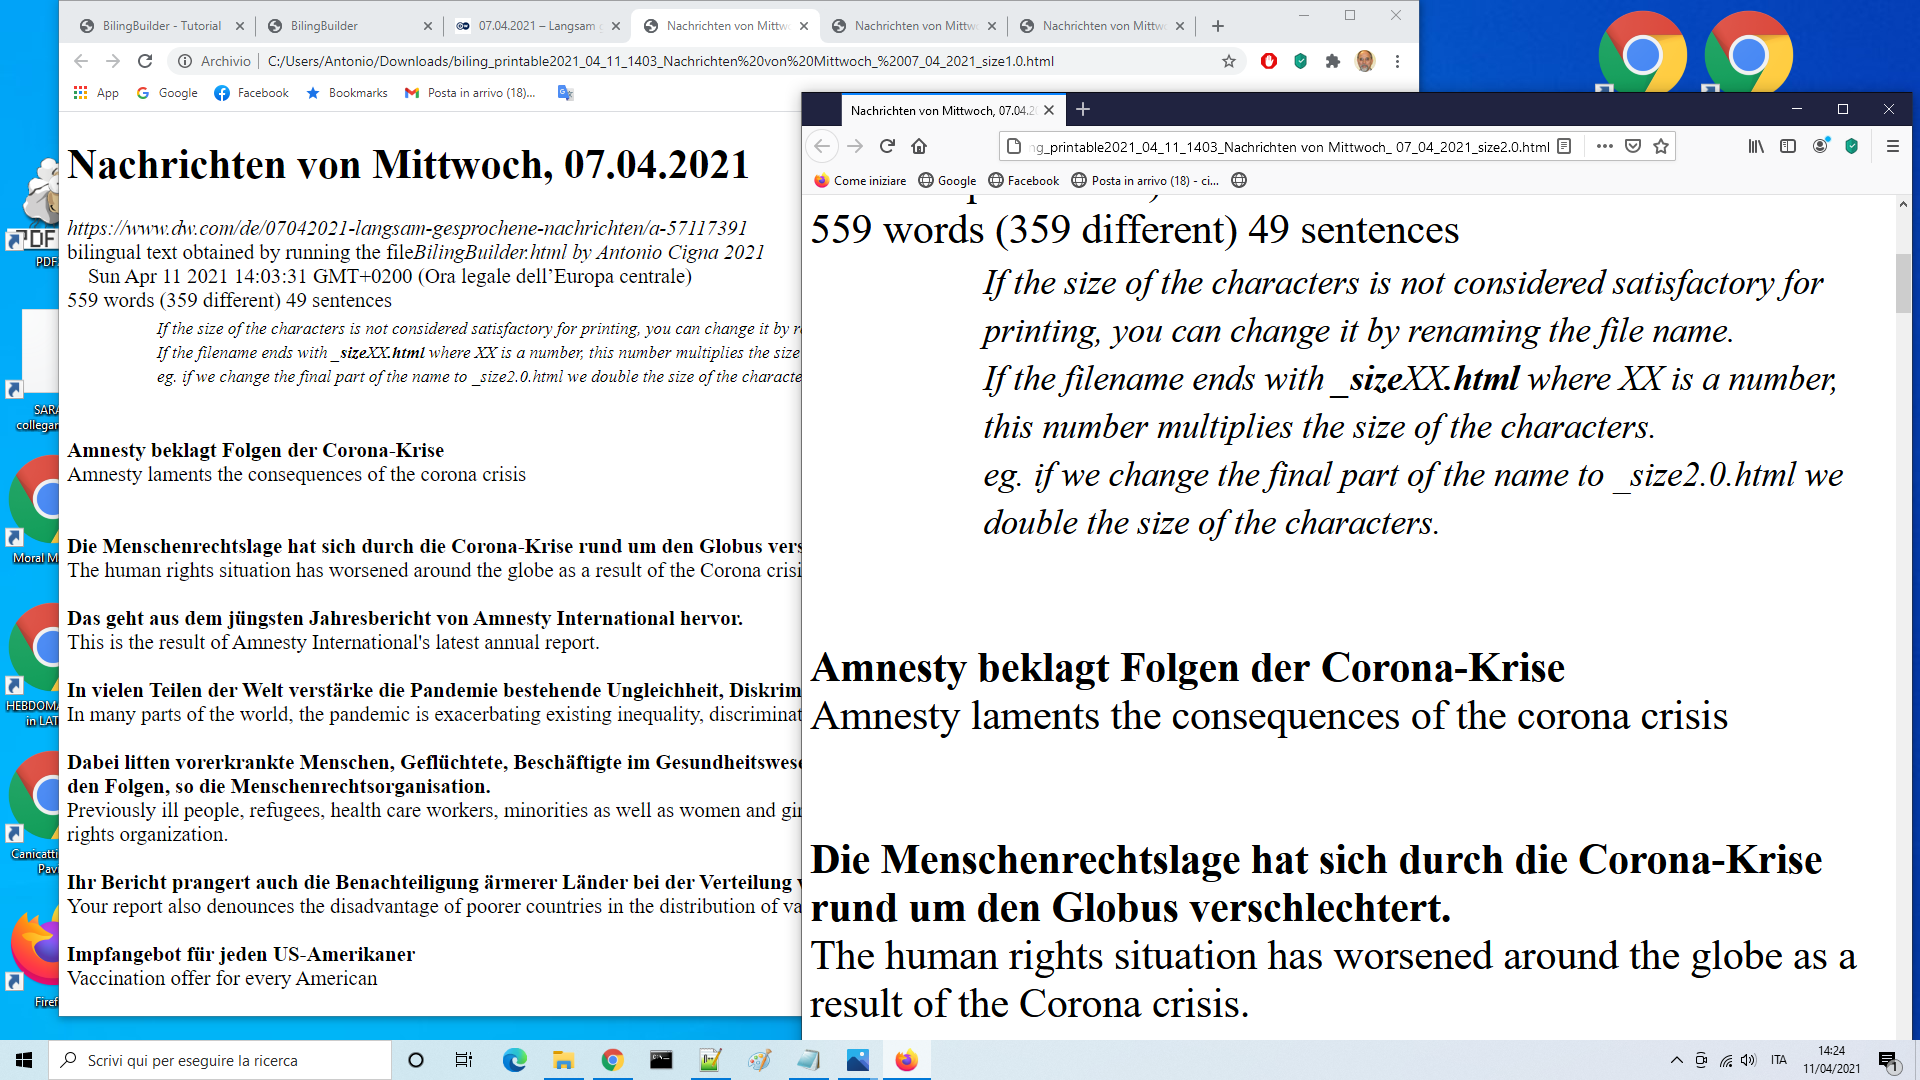 BilingBuilder - Tutorial
BilingBuilder
07.04.2021 – Langsam
Nachrichten von Mittw
Nachrichten von Mittw
Nachrichten von Mittw
Archivio
C:/Users/Antonio/Downloads/biling_printable2021_04_11_1403_Nachrichten%20von%20Mittwoch_%2007_04_2021_size1.0.html
App
Google
Facebook
Bookmarks
Posta in arrivo (18)...
Nachrichten von Mittwoch, 07.04.2021
https://www.dw.com/de/07042021-langsam-gesprochene-nachrichten/a-57117391
bilingual text obtained by running the fileBilingBuilder.html by Antonio Cigna 2021
Sun Apr 11 2021 14:03:31 GMT+0200 (Ora legale dell’Europa centrale)
559 words (359 different) 49 sentences
If the size of the characters is not considered satisfactory for printing, you can change it by r
If the filename ends with _sizeXX.html where XX is a number, this number multiplies the size
eg. if we change the final part of the name to _size2.0.html we double the size of the characte
Amnesty beklagt Folgen der Corona-Krise
Amnesty laments the consequences of the corona crisis
Die Menschenrechtslage hat sich durch die Corona-Krise rund um den Globus vers
The human rights situation has worsened around the globe as a result of the Corona crisi
Das geht aus dem jüngsten Jahresbericht von Amnesty International hervor.
This is the result of Amnesty International's latest annual report.
In vielen Teilen der Welt verstärke die Pandemie bestehende Ungleichheit, Diskrim
In many parts of the world, the pandemic is exacerbating existing inequality, discriminat
Dabei litten vorerkrankte Menschen, Geflüchtete, Beschäftigte im Gesundheitswese
den Folgen, so die Menschenrechtsorganisation.
Previously ill people, refugees, health care workers, minorities as well as women and gir
rights organization.
Ihr Bericht prangert auch die Benachteiligung ärmerer Länder bei der Verteilung v
Your report also denounces the disadvantage of poorer countries in the distribution of va
Impfangebot für jeden US-Amerikaner
Vaccination offer for every American
Nachrichten von Mittwoch, 07.04.2
ng_printable2021_04_11_1403_Nachrichten von Mittwoch_ 07_04_2021_size2.0.html
Come iniziare
Google
Facebook
Posta in arrivo (18) - ci...
559 words (359 different) 49 sentences
If the size of the characters is not considered satisfactory for
printing, you can change it by renaming the file name.
If the filename ends with _sizeXX.html where XX is a number,
this number multiplies the size of the characters.
eg. if we change the final part of the name to _size2.0.html we
double the size of the characters.
Amnesty beklagt Folgen der Corona-Krise
Amnesty laments the consequences of the corona crisis
Die Menschenrechtslage hat sich durch die Corona-Krise
rund um den Globus verschlechtert.
The human rights situation has worsened around the globe as a
result of the Corona crisis.
PDF
SARA
collegan
Moral M
HEBDOMA
in LAT
Canicatti
Pavi
Firef
Scrivi qui per eseguire la ricerca
ITA
14:24
11/04/2021
1